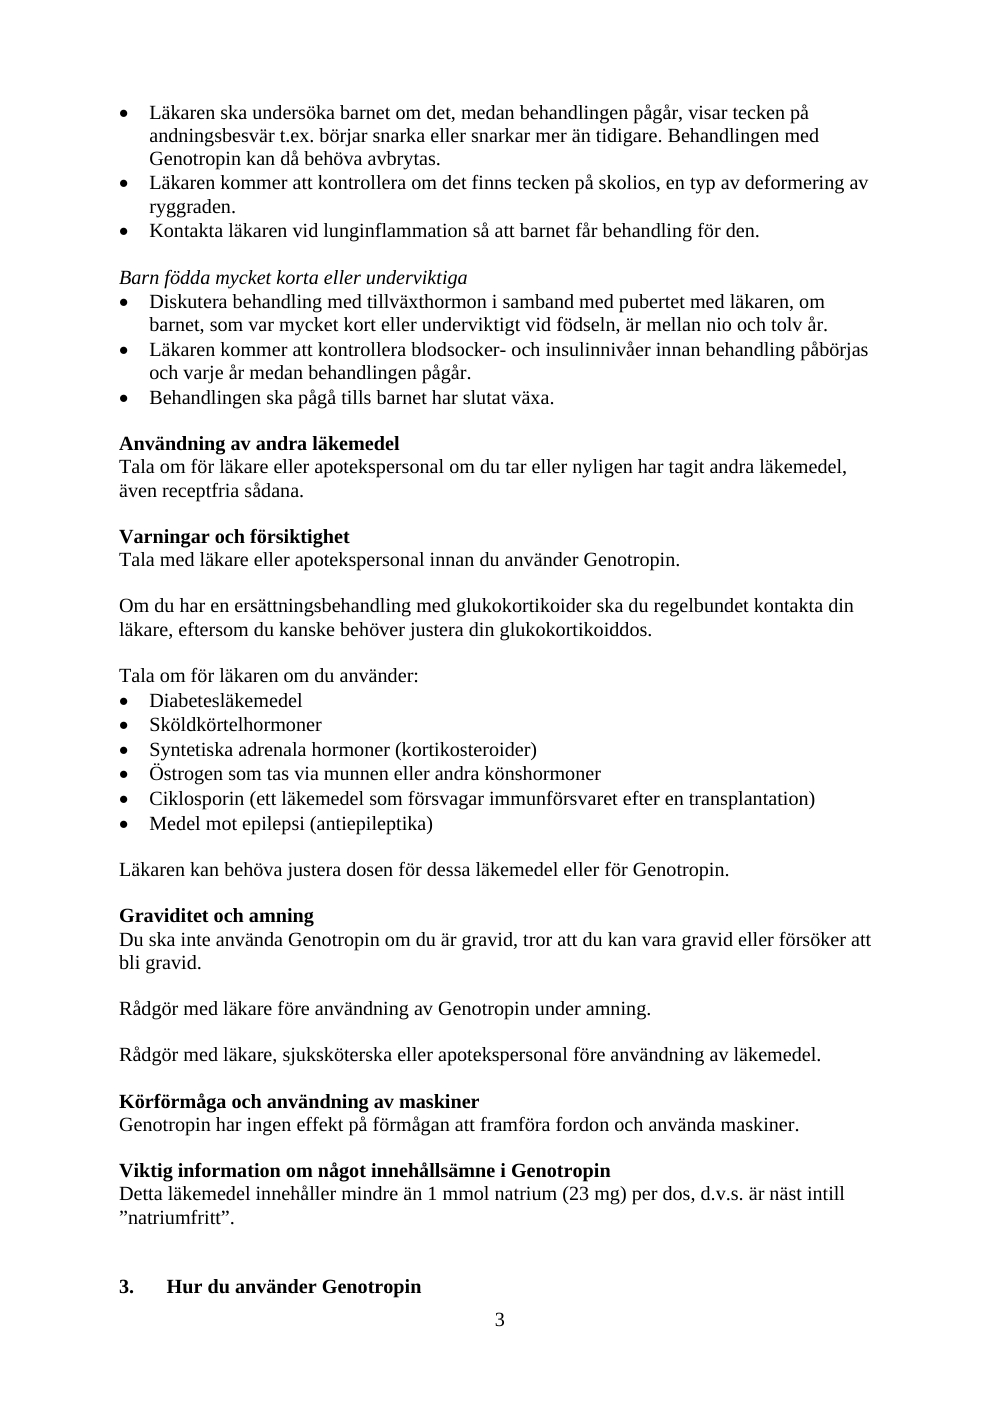 • Läkaren ska undersöka barnet om det, medan behandlingen pågår, visar tecken på
andningsbesvär t.ex. börjar snarka eller snarkar mer än tidigare. Behandlingen med
Genotropin kan då behöva avbrytas.
• Läkaren kommer att kontrollera om det finns tecken på skolios, en typ av deformering av
ryggraden.
• Kontakta läkaren vid lunginflammation så att barnet får behandling för den.
Barn födda mycket korta eller underviktiga
• Diskutera behandling med tillväxthormon i samband med pubertet med läkaren, om
barnet, som var mycket kort eller underviktigt vid födseln, är mellan nio och tolv år.
• Läkaren kommer att kontrollera blodsocker- och insulinnivåer innan behandling påbörjas
och varje år medan behandlingen pågår.
• Behandlingen ska pågå tills barnet har slutat växa.
Användning av andra läkemedel
Tala om för läkare eller apotekspersonal om du tar eller nyligen har tagit andra läkemedel,
även receptfria sådana.
Varningar och försiktighet
Tala med läkare eller apotekspersonal innan du använder Genotropin.
Om du har en ersättningsbehandling med glukokortikoider ska du regelbundet kontakta din
läkare, eftersom du kanske behöver justera din glukokortikoiddos.
Tala om för läkaren om du använder:
• Diabetesläkemedel
• Sköldkörtelhormoner
• Syntetiska adrenala hormoner (kortikosteroider)
• Östrogen som tas via munnen eller andra könshormoner
• Ciklosporin (ett läkemedel som försvagar immunförsvaret efter en transplantation)
• Medel mot epilepsi (antiepileptika)
Läkaren kan behöva justera dosen för dessa läkemedel eller för Genotropin.
Graviditet och amning
Du ska inte använda Genotropin om du är gravid, tror att du kan vara gravid eller försöker att
bli gravid.
Rådgör med läkare före användning av Genotropin under amning.
Rådgör med läkare, sjuksköterska eller apotekspersonal före användning av läkemedel.
Körförmåga och användning av maskiner
Genotropin har ingen effekt på förmågan att framföra fordon och använda maskiner.
Viktig information om något innehållsämne i Genotropin
Detta läkemedel innehåller mindre än 1 mmol natrium (23 mg) per dos, d.v.s. är näst intill
”natriumfritt”.
3. Hur du använder Genotropin
3